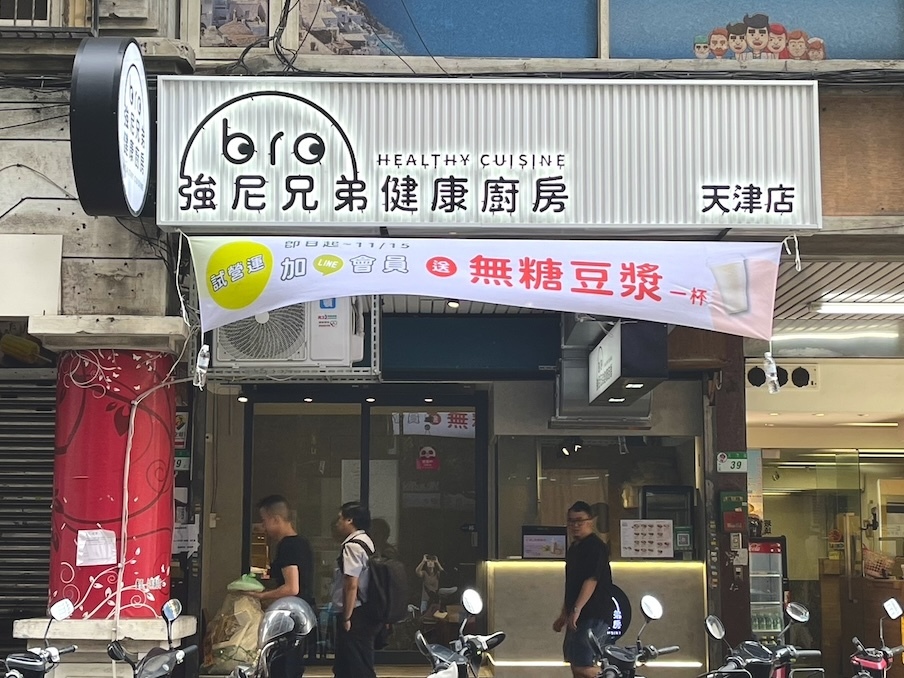 bro
HEALTHY CUISINE
強尼兄弟健康廚房
天津店
即日起~11/15
試營運 加 LINE 會員 送 無糖豆漿 一杯
39
39